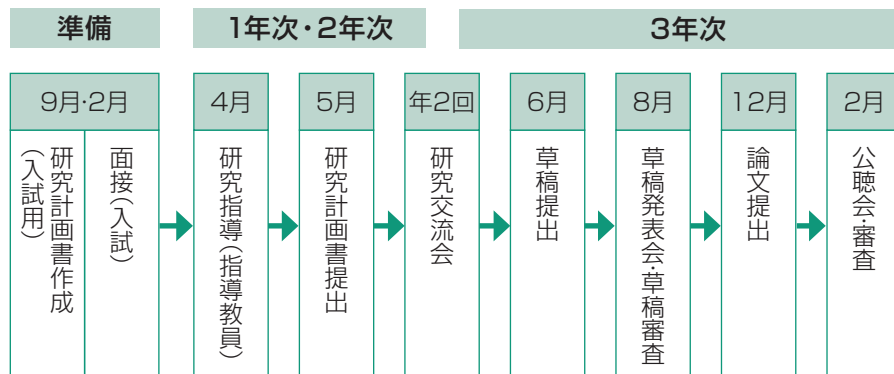 準備
1年次・2年次
3年次
9月・2月
4月
5月
年2回
6月
8月
12月
2月
研究計画書作成
(入試用)
面接(入試)
研究指導(指導教員)
研究計画書提出
研究交流会
草稿提出
草稿発表会・草稿審査
論文提出
公聴会・審査